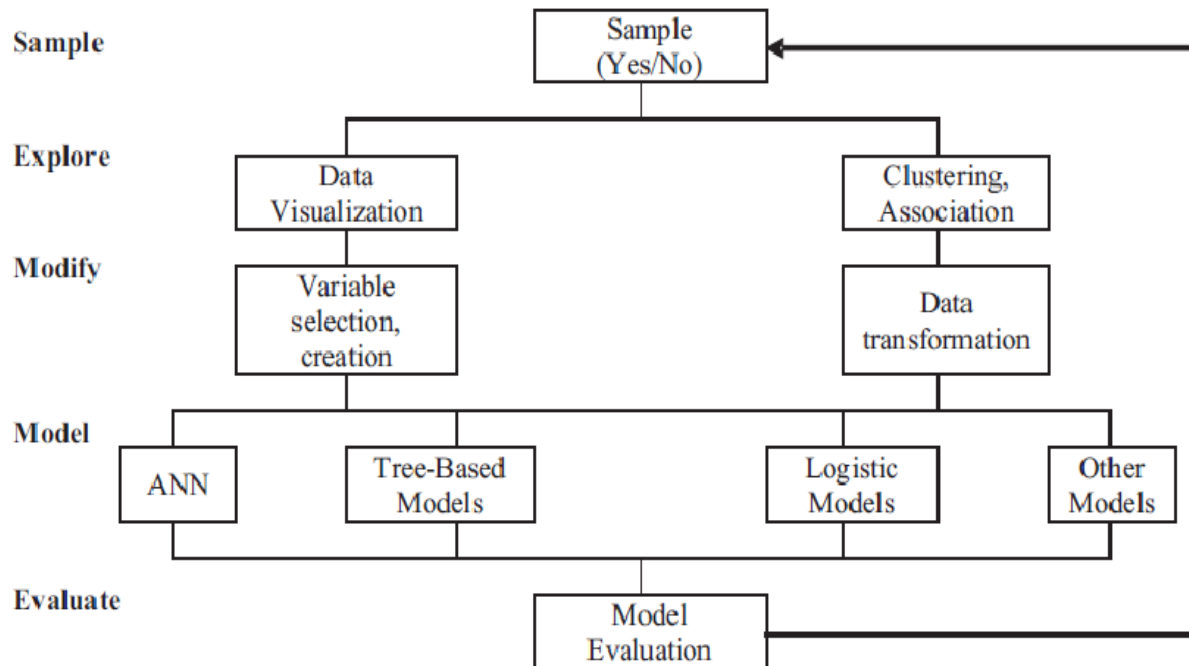 Sample
Sample
(Yes/No)
Explore
Data
Visualization
Clustering,
Association
Modify
Variable
selection,
creation
Data
transformation
Model
ANN
Tree-Based
Models
Logistic
Models
Other
Models
Evaluate
Model
Evaluation